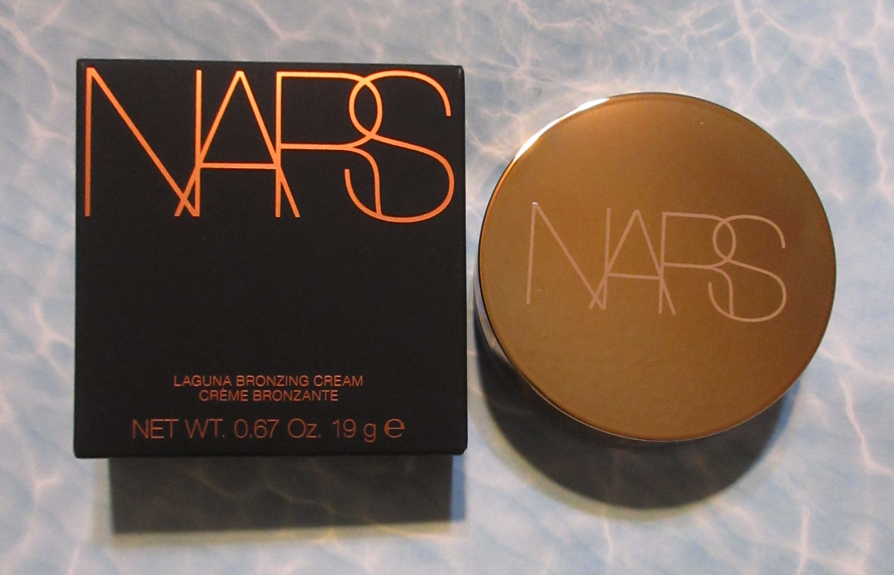 NARS
LAGUNA BRONZING CREAM
CRÈME BRONZANTE
NET WT. 0.67 Oz. 19 g ℮
NARS